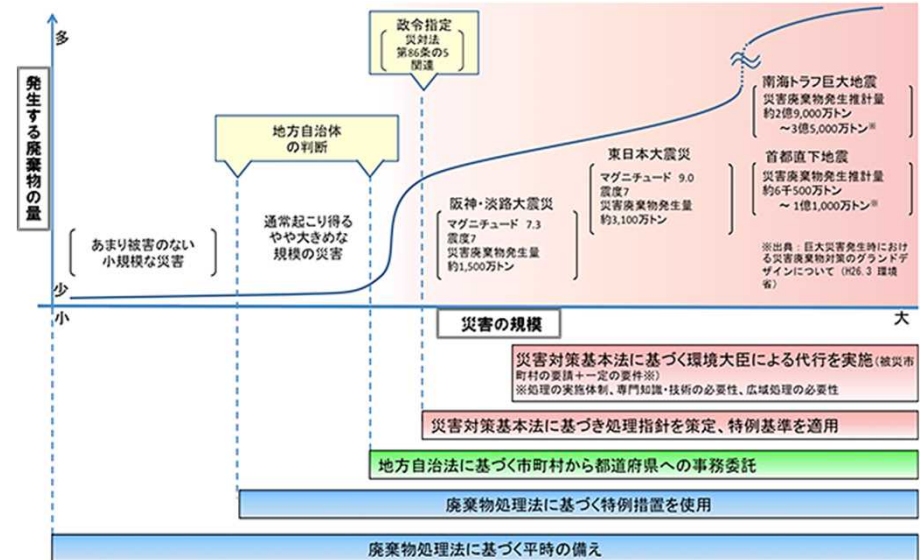 発生する廃棄物の量
多
少
小
大
災害の規模
政令指定
災対法
第86条の5
関連
地方自治体
の判断
あまり被害のない
小規模な災害
通常起こり得る
やや大きめな
規模の災害
阪神・淡路大震災
マグニチュード 7.3
震度7
災害廃棄物発生量
約1,500万トン
東日本大震災
マグニチュード 9.0
震度7
災害廃棄物発生量
約3,100万トン
南海トラフ巨大地震
災害廃棄物発生推計量
約2億9,000万トン
～3億5,000万トン※
首都直下地震
災害廃棄物発生推計量
約6千500万トン
～ 1億1,000万トン※
※出典：巨大災害発生時におけ
る災害廃棄物対策のグランドデ
ザインについて（H26.3 環境
省）
災害対策基本法に基づく環境大臣による代行を実施(被災市
町村の要請＋一定の要件※)
※処理の実施体制、専門知識・技術の必要性、広域処理の必要性
災害対策基本法に基づき処理指針を策定、特例基準を適用
地方自治法に基づく市町村から都道府県への事務委託
廃棄物処理法に基づく特例措置を使用
廃棄物処理法に基づく平時の備え